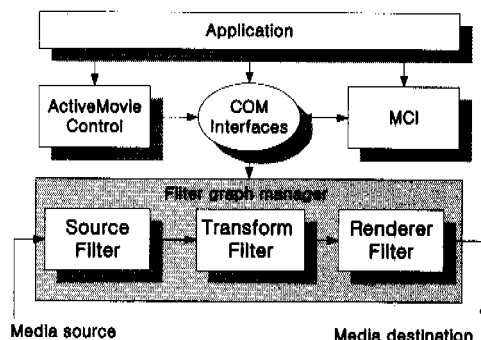 Application
ActiveMovie
Control
COM
Interfaces
MCI
Filter graph manager
Source
Filter
Transform
Filter
Renderer
Filter
Media source
Media destination